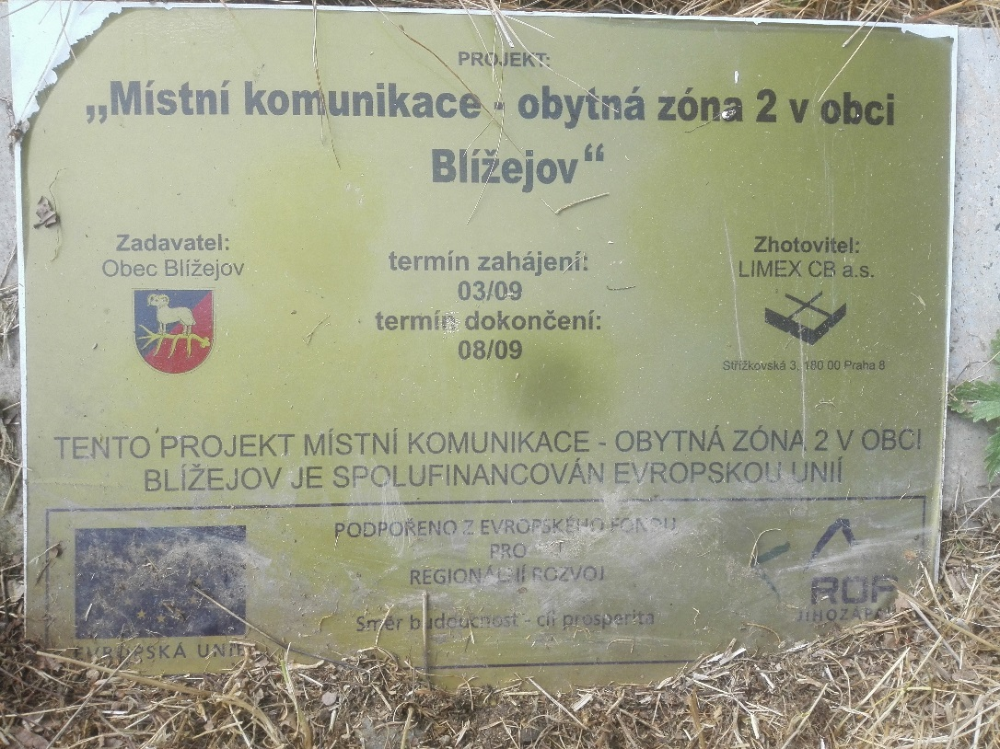 PROJEKT:
„Místní komunikace - obytná zóna 2 v obci
Blížejov“
Zadavatel:
Obec Blížejov
termín zahájení:
03/09
termín dokončení:
08/09
Zhotovitel:
LIMEX CB a.s.
Střížkovská 3, 180 00 Praha 8
TENTO PROJEKT MÍSTNÍ KOMUNIKACE - OBYTNÁ ZÓNA 2 V OBCI
BLÍŽEJOV JE SPOLUFINANCOVÁN EVROPSKOU UNIÍ
PODPOŘENO Z EVROPSKÉHO FONDU
PRO
REGIONÁLNÍ ROZVOJ
Směr budoucnost - cíl prosperita
EVROPSKÁ UNIE
ROP
JIHOZÁPAD